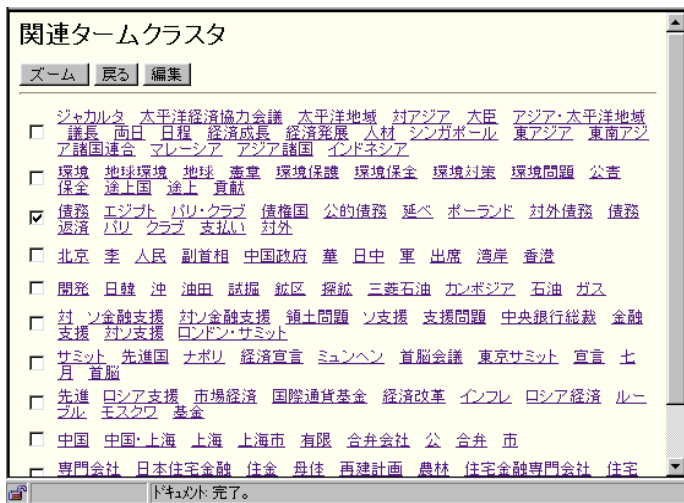 関連タームクラスタ
ズーム 戻る 編集
ジャカルタ 太平洋経済協力会議 太平洋地域 対アジア 大臣 アジア・太平洋地域
議長 両日 日程 経済成長 経済発展 人材 シンガポール 東アジア 東南アジ
ア諸国連合 マレーシア アジア諸国 インドネシア
環境 地球環境 地球 憲章 環境保護 環境保全 環境対策 環境問題 公害
保全 途上国 途上 貢献
債務 エジプト パリ・クラブ 債権国 公的債務 延べ ポーランド 対外債務 債務
返済 パリ クラブ 支払い 対外
北京 李 人民 副首相 中国政府 華 日中 軍 出席 湾岸 香港
開発 日韓 沖 油田 試掘 鉱区 探鉱 三菱石油 カンボジア 石油 ガス
対 ソ金融支援 対ソ金融支援 領土問題 ソ支援 支援問題 中央銀行総裁 金融
支援 対ソ支援 ロンドン・サミット
サミット 先進国 ナポリ 経済宣言 ミュンヘン 首脳会議 東京サミット 宣言 七
月 首脳
先進 ロシア支援 市場経済 国際通貨基金 経済改革 インフレ ロシア経済 ルー
ブル モスクワ 基金
中国 中国・上海 上海 上海市 有限 合弁会社 公 合弁 市
専門会社 日本住宅金融 住金 母体 再建計画 農林 住宅金融専門会社 住宅
ドキュメント: 完了。